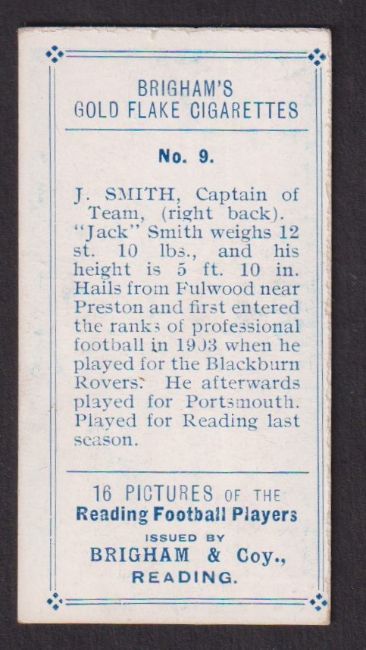 BRIGHAM'S
GOLD FLAKE CIGARETTES
No. 9.
J. SMITH, Captain of
Team, (right back).
"Jack" Smith weighs 12
st. 10 lbs., and his
height is 5 ft. 10 in.
Hails from Fulwood near
Preston and first entered
the ranks of professional
football in 1903 when he
played for the Blackburn
Rovers. He afterwards
played for Portsmouth.
Played for Reading last
season.
16 PICTURES OF THE
Reading Football Players
ISSUED BY
BRIGHAM & Coy.,
READING.